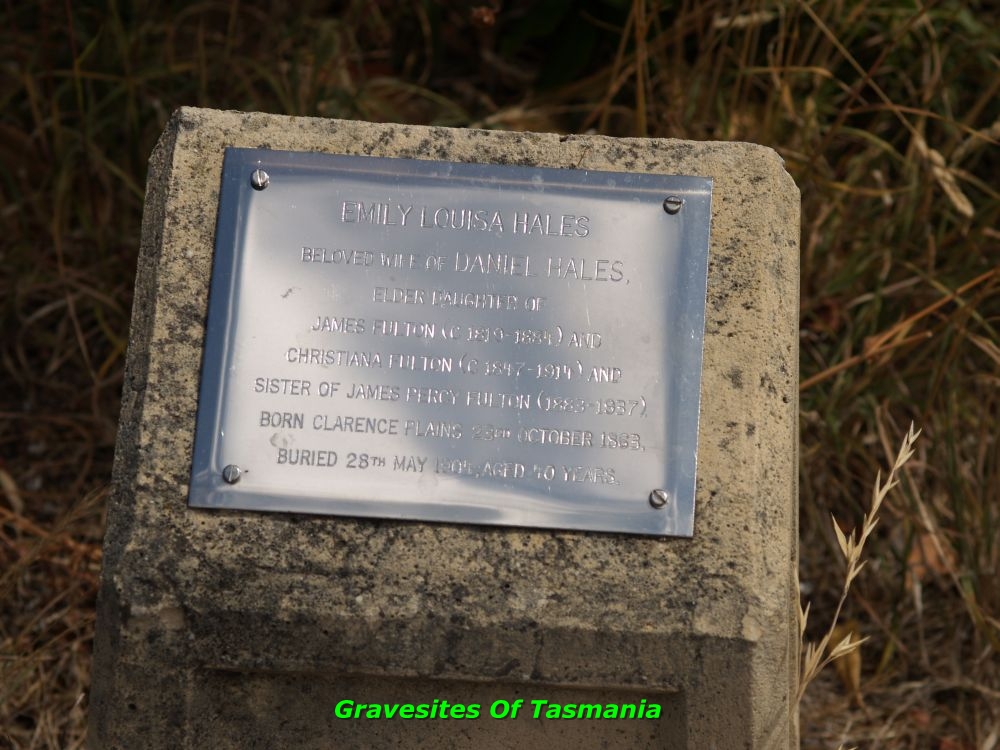 EMILY LOUISA HALES
BELOVED WIFE OF DANIEL HALES,
ELDER DAUGHTER OF
JAMES FULTON (C 1819-1884) AND
CHRISTIANA FULTON (C 1847-1914) AND
SISTER OF JAMES PERCY FULTON (1883-1937).
BORN CLARENCE PLAINS 23RD OCTOBER 1863,
BURIED 28TH MAY 1904, AGED 40 YEARS.
Gravesites Of Tasmania